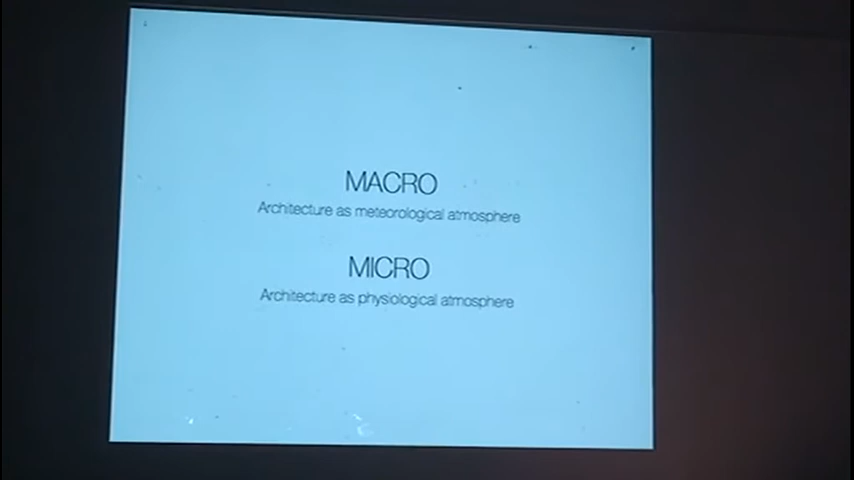 MACRO
Architecture as meteorological atmosphere
MICRO
Architecture as physiological atmosphere